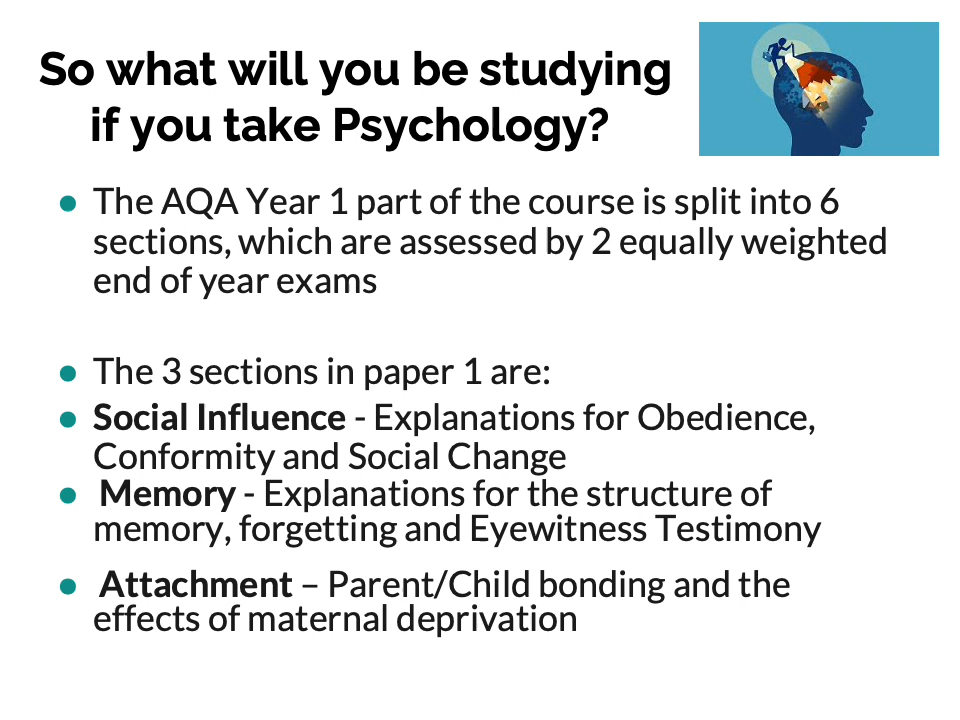 So what will you be studying
if you take Psychology?
● The AQA Year 1 part of the course is split into 6
sections, which are assessed by 2 equally weighted
end of year exams
● The 3 sections in paper 1 are:
● Social Influence - Explanations for Obedience,
Conformity and Social Change
● Memory - Explanations for the structure of
memory, forgetting and Eyewitness Testimony
● Attachment – Parent/Child bonding and the
effects of maternal deprivation